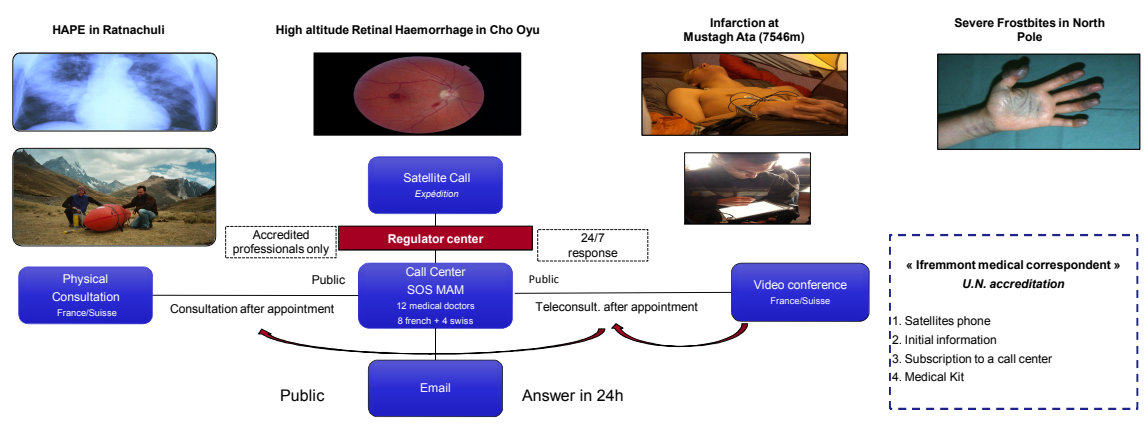 HAPE in Ratnachuli
High altitude Retinal Haemorrhage in Cho Oyu
Infarction at
Mustagh Ata (7546m)
Severe Frostbites in North
Pole
Satellite Call
Expédition
Accredited
professionals only
Regulator center
24/7
response
Physical
Consultation
France/Suisse
Public
Consultation after appointment
Call Center
SOS MAM
12 medical doctors
8 french + 4 swiss
Public
Teleconsult. after appointment
Video conference
France/Suisse
Public
Email
Answer in 24h
« Ifremmont medical correspondent »
U.N. accreditation
1. Satellites phone
2. Initial information
3. Subscription to a call center
4. Medical Kit